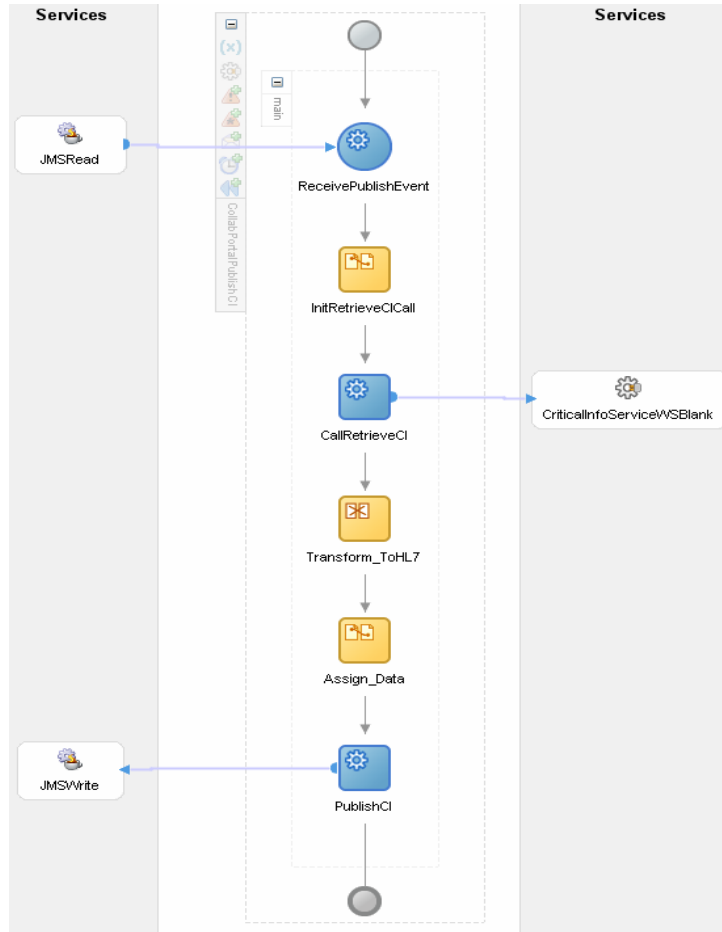 Services
Services
(x)
main
JMSRead
ReceivePublishEvent
CollabPortalPublishCI
InitRetrieveCICall
CallRetrieveCI
CriticalInfoServiceWSBlank
Transform_ToHL7
Assign_Data
JMSWrite
PublishCI